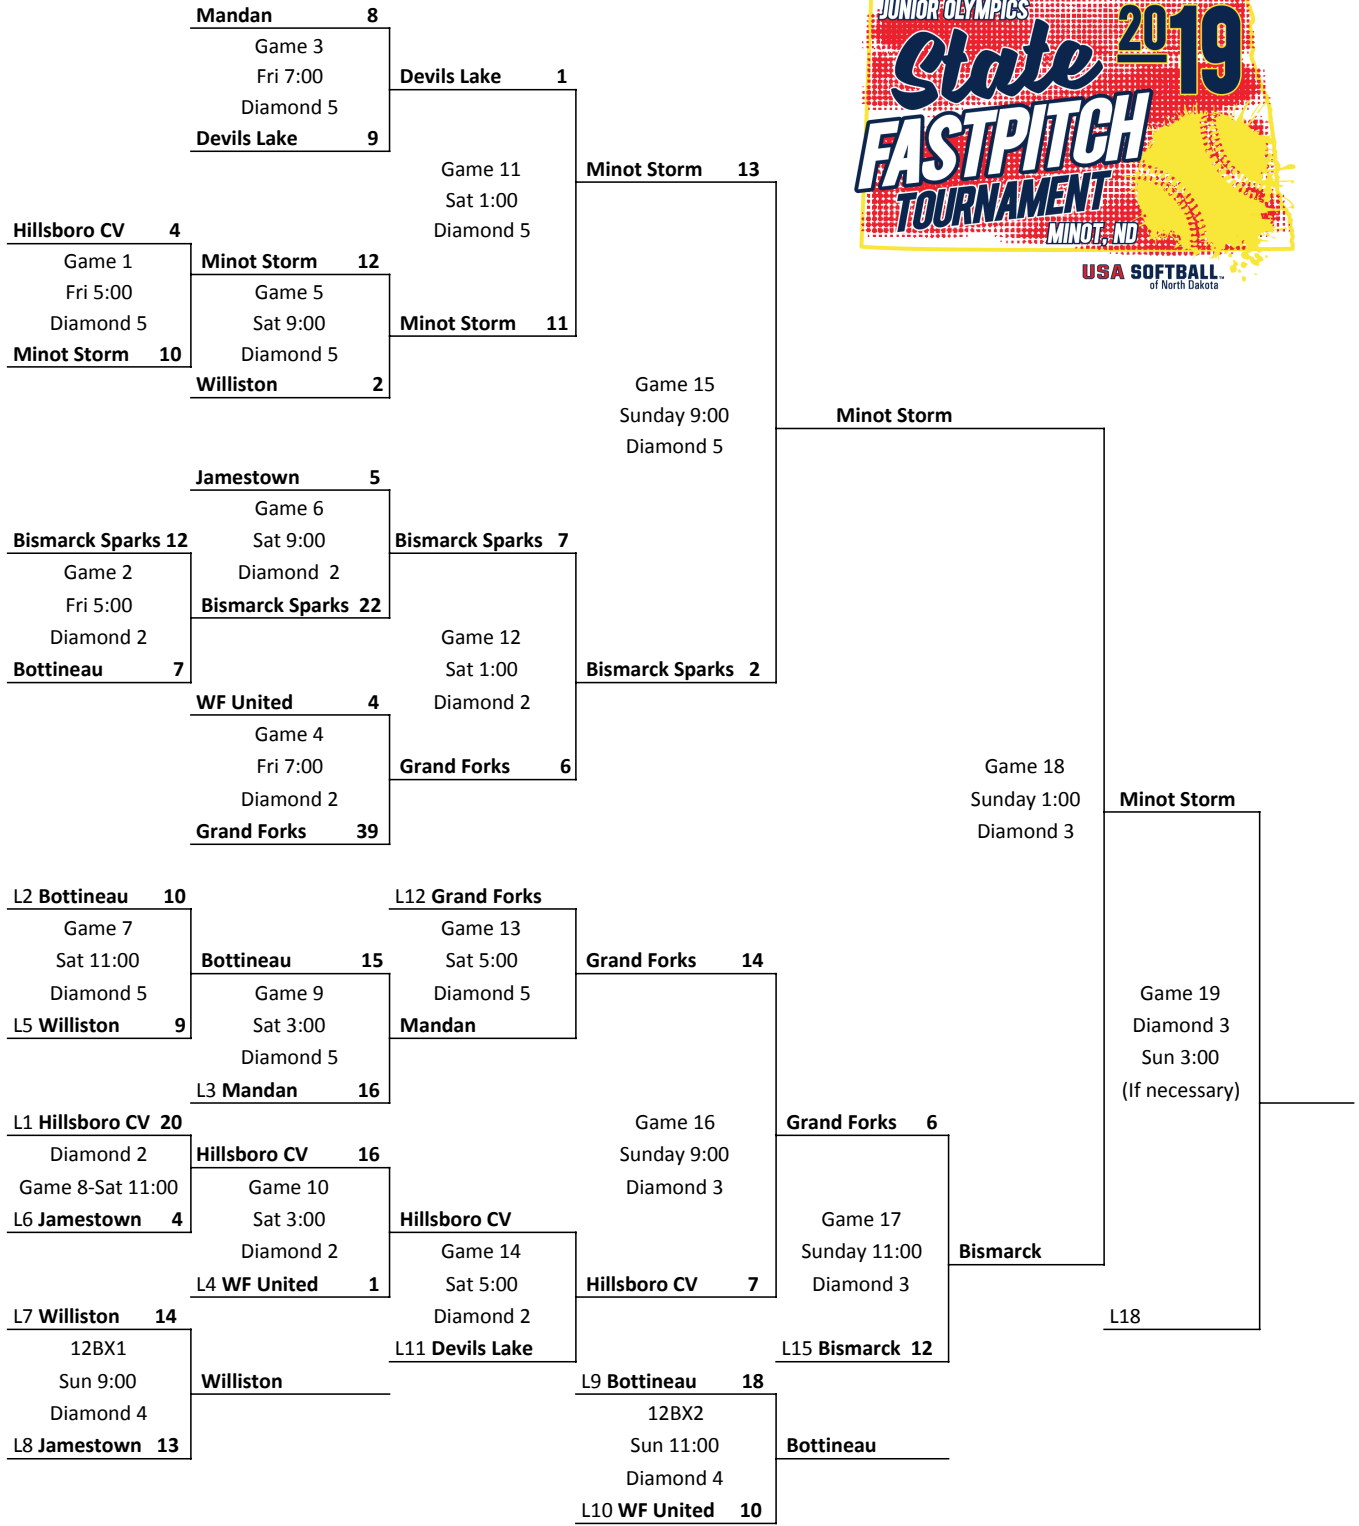 JUNIOR OLYMPICS
2019
State
FASTPITCH
TOURNAMENT
MINOT, ND
USA SOFTBALL™
of North Dakota
Mandan 8
Game 3
Fri 7:00
Diamond 5
Devils Lake 9
Devils Lake 1
Game 11
Sat 1:00
Diamond 5
Minot Storm 13
Hillsboro CV 4
Game 1
Fri 5:00
Diamond 5
Minot Storm 10
Minot Storm 12
Game 5
Sat 9:00
Diamond 5
Williston 2
Minot Storm 11
Game 15
Sunday 9:00
Diamond 5
Minot Storm
Jamestown 5
Game 6
Sat 9:00
Diamond 2
Bismarck Sparks 22
Bismarck Sparks 12
Game 2
Fri 5:00
Diamond 2
Bottineau 7
Bismarck Sparks 7
Game 12
Sat 1:00
Diamond 2
Bismarck Sparks 2
WF United 4
Game 4
Fri 7:00
Diamond 2
Grand Forks 39
Grand Forks 6
Game 18
Sunday 1:00
Diamond 3
Minot Storm
L2 Bottineau 10
Game 7
Sat 11:00
Diamond 5
L5 Williston 9
Bottineau 15
Game 9
Sat 3:00
Diamond 5
L3 Mandan 16
L12 Grand Forks
Game 13
Sat 5:00
Diamond 5
Mandan
Grand Forks 14
Game 16
Sunday 9:00
Diamond 3
Game 19
Diamond 3
Sun 3:00
(If necessary)
L1 Hillsboro CV 20
Diamond 2
Game 8-Sat 11:00
L6 Jamestown 4
Hillsboro CV 16
Game 10
Sat 3:00
Diamond 2
L4 WF United 1
Hillsboro CV
Game 14
Sat 5:00
Diamond 2
L11 Devils Lake
Hillsboro CV 7
Grand Forks 6
Game 17
Sunday 11:00
Diamond 3
L15 Bismarck 12
Bismarck
L18
L7 Williston 14
12BX1
Sun 9:00
Diamond 4
L8 Jamestown 13
Williston
L9 Bottineau 18
12BX2
Sun 11:00
Diamond 4
L10 WF United 10
Bottineau